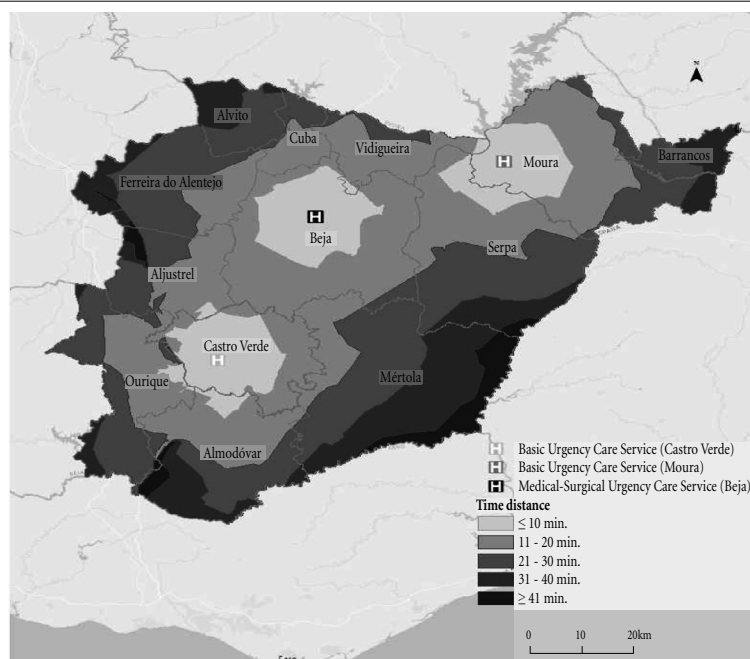 N
Alvito
Cuba
Vidigueira
Moura
Barrancos
Ferreira do Alentejo
Beja
Serpa
Aljustrel
Castro Verde
Ourique
Mértola
Almodóvar
Basic Urgency Care Service (Castro Verde)
Basic Urgency Care Service (Moura)
Medical-Surgical Urgency Care Service (Beja)
Time distance
≤ 10 min.
11 - 20 min.
21 - 30 min.
31 - 40 min.
≥ 41 min.
0 10 20km